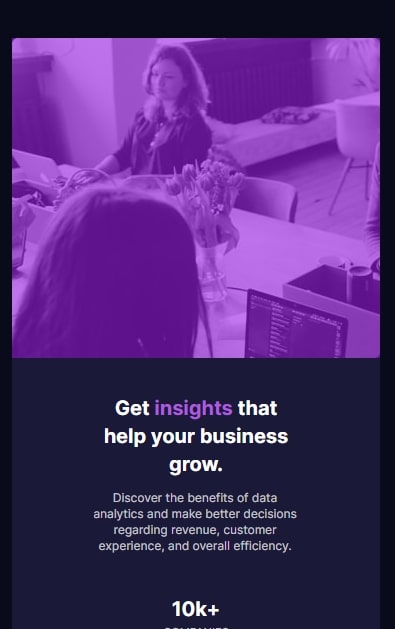 Get insights that
help your business
grow.
Discover the benefits of data
analytics and make better decisions
regarding revenue, customer
experience, and overall efficiency.
10k+